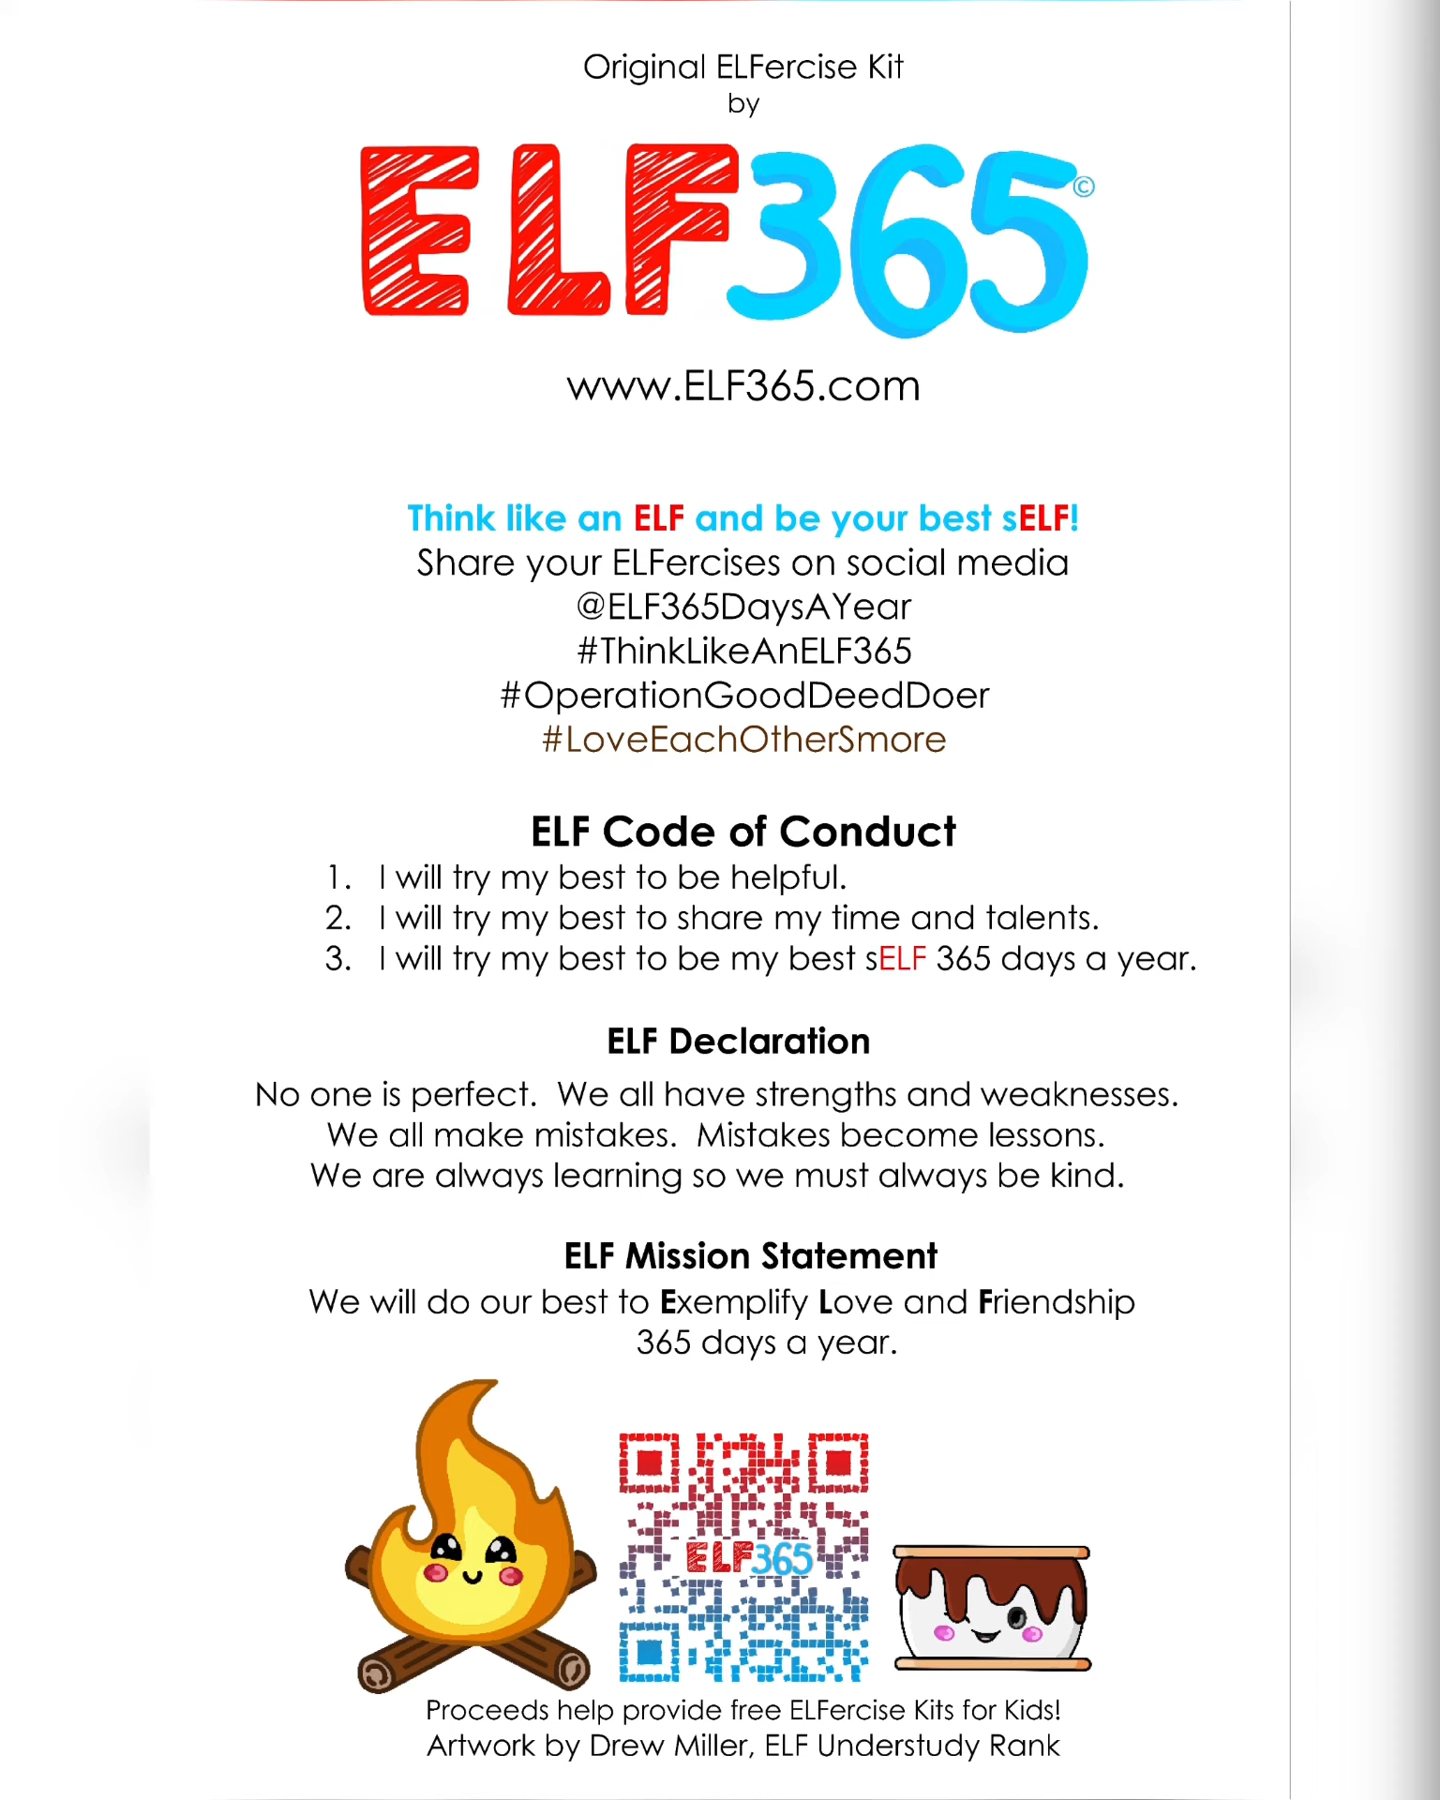 Original ELFercise Kit
by
ELF365©
www.ELF365.com
Think like an ELF and be your best sELF!
Share your ELFercises on social media
@ELF365DaysAYear
#ThinkLikeAnELF365
#OperationGoodDeedDoer
#LoveEachOtherSmore
ELF Code of Conduct
1. I will try my best to be helpful.
2. I will try my best to share my time and talents.
3. I will try my best to be my best sELF 365 days a year.
ELF Declaration
No one is perfect.  We all have strengths and weaknesses.
We all make mistakes.  Mistakes become lessons.
We are always learning so we must always be kind.
ELF Mission Statement
We will do our best to Exemplify Love and Friendship
365 days a year.
ELF365
Proceeds help provide free ELFercise Kits for Kids!
Artwork by Drew Miller, ELF Understudy Rank